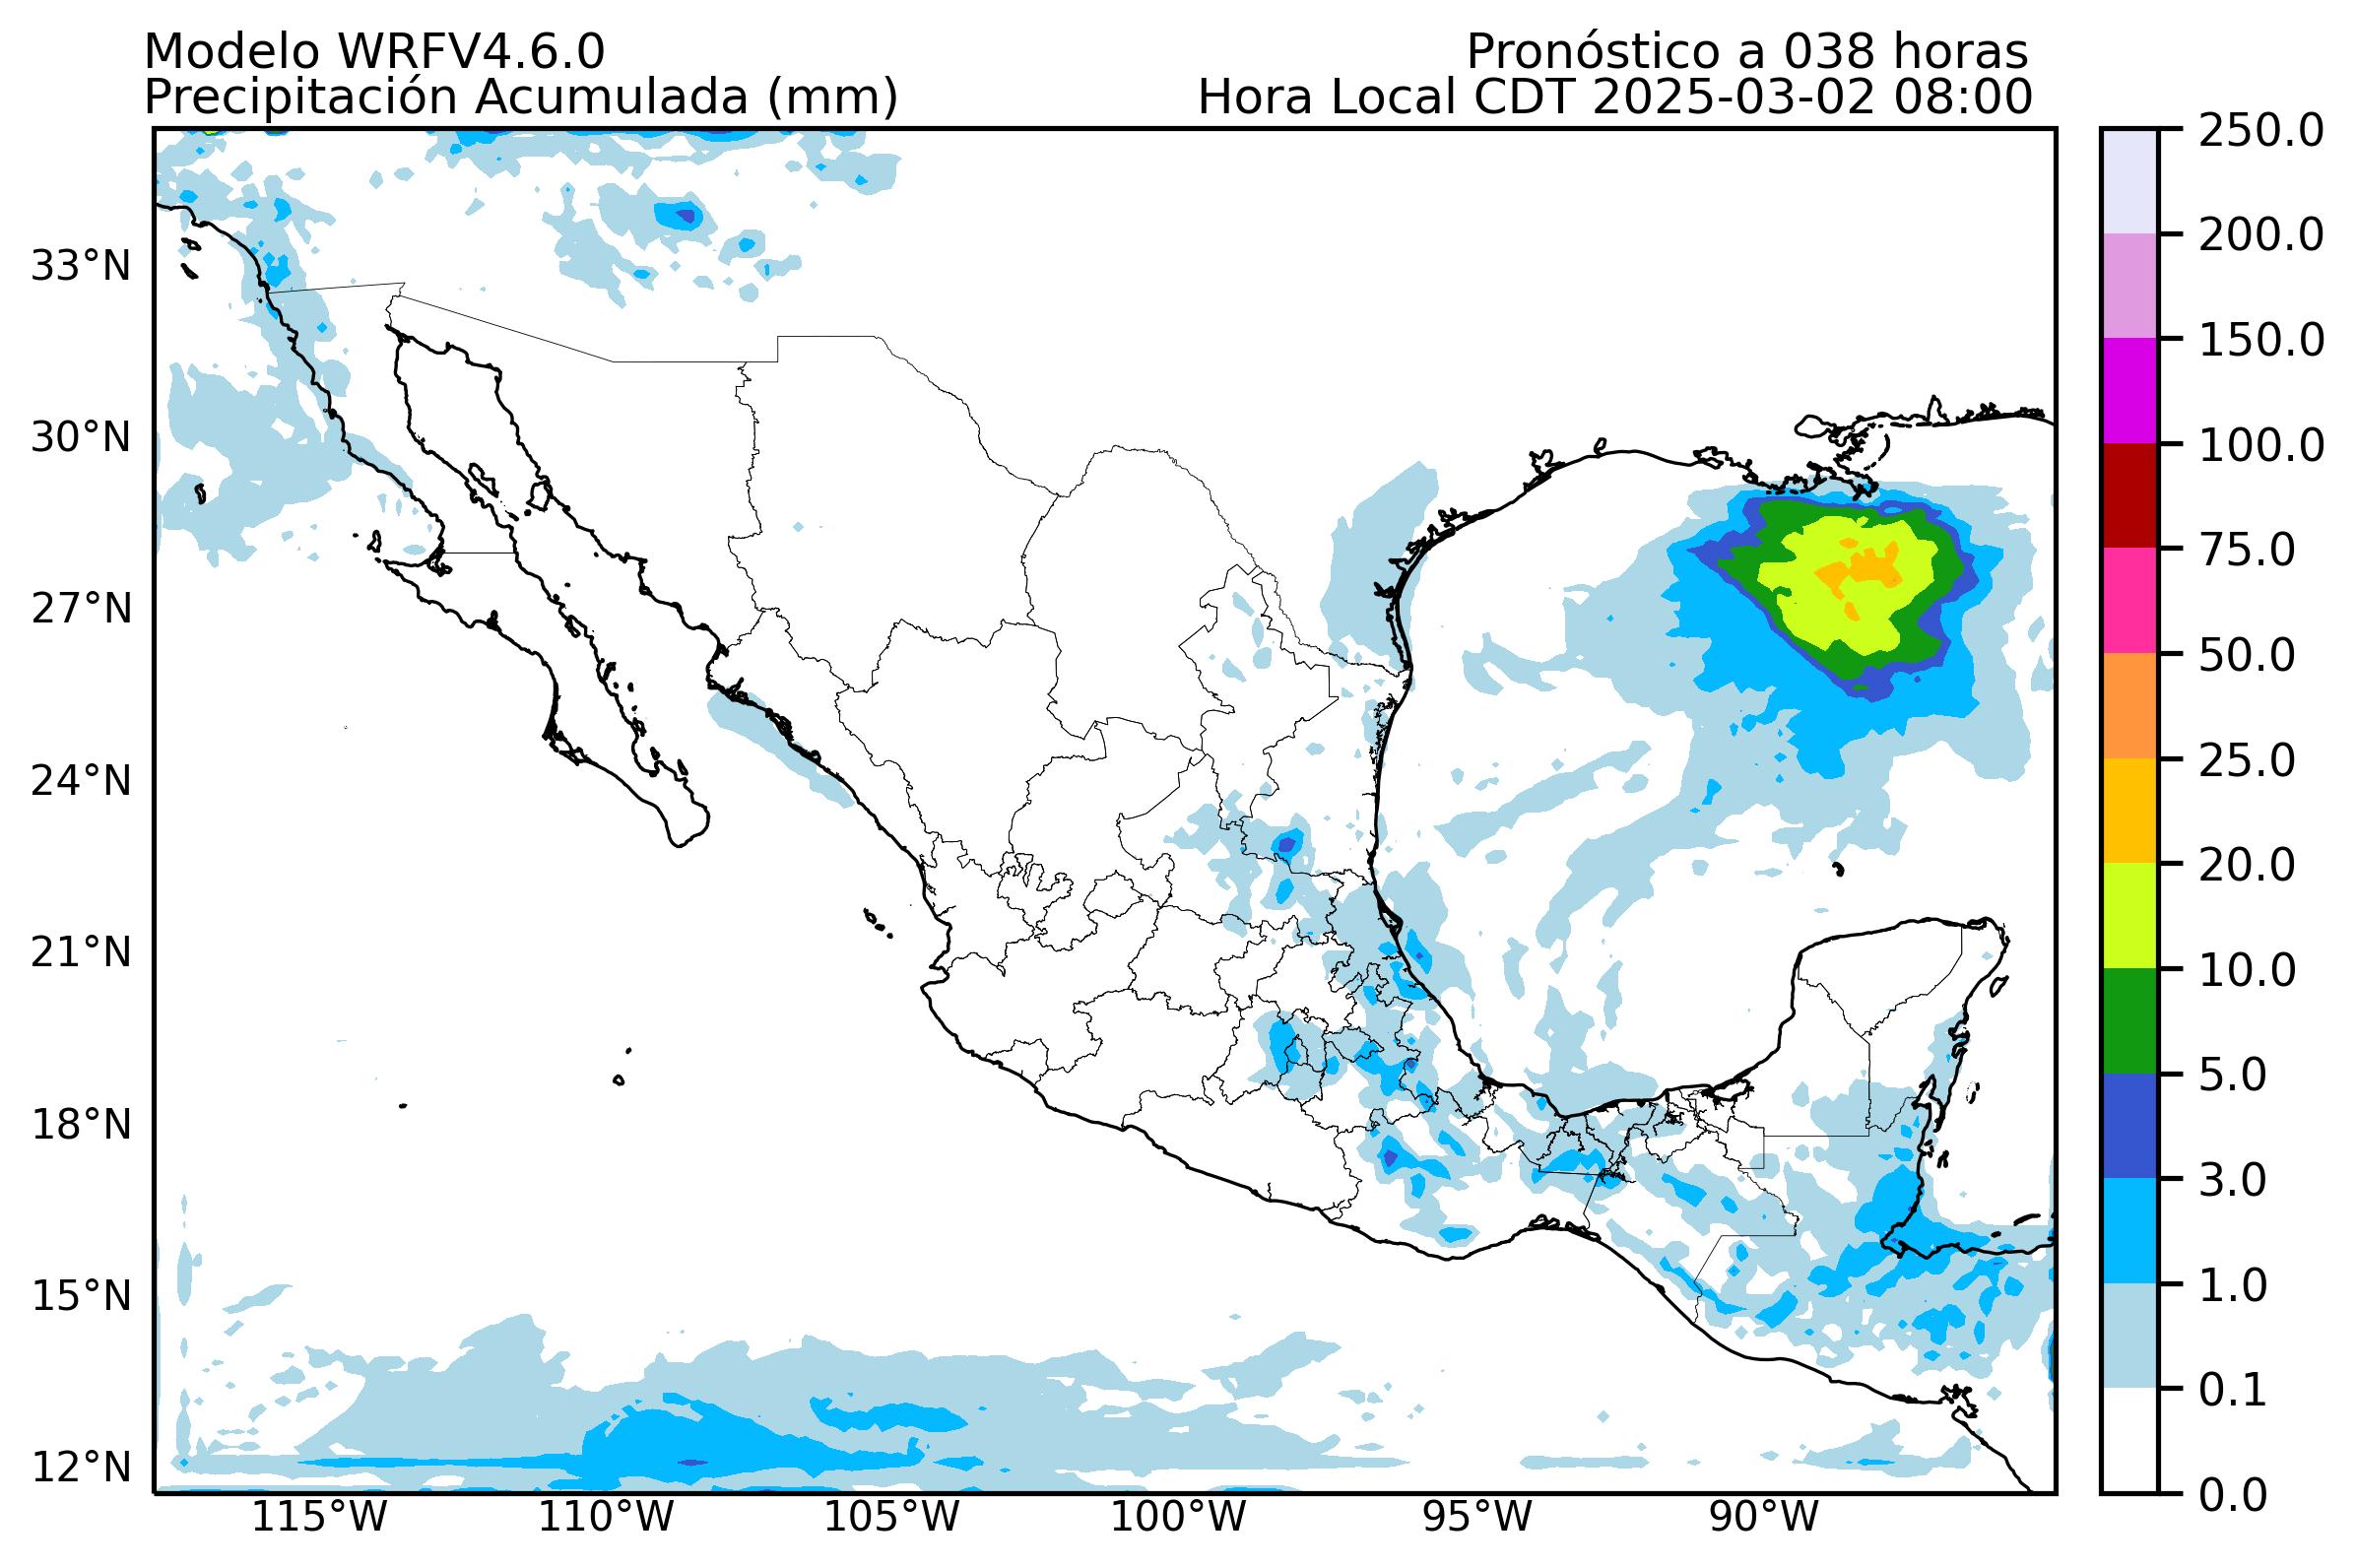 Modelo WRFV4.6.0
Pronóstico a 038 horas
Precipitación Acumulada (mm)
Hora Local CDT 2025-03-02 08:00
33°N
30°N
27°N
24°N
21°N
18°N
15°N
12°N
115°W
110°W
105°W
100°W
95°W
90°W
250.0
200.0
150.0
100.0
75.0
50.0
25.0
20.0
10.0
5.0
3.0
1.0
0.1
0.0